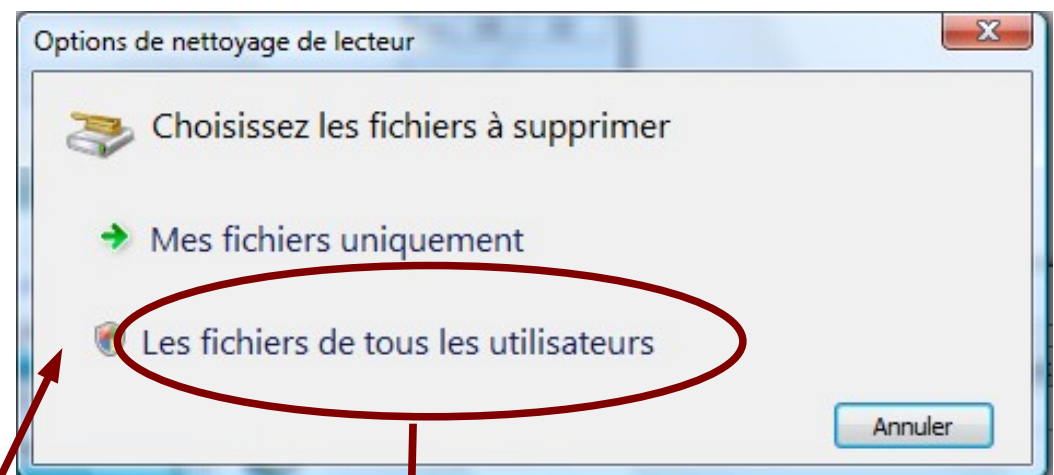 Options de nettoyage de lecteur
Choisissez les fichiers à supprimer
Mes fichiers uniquement
Les fichiers de tous les utilisateurs
Annuler